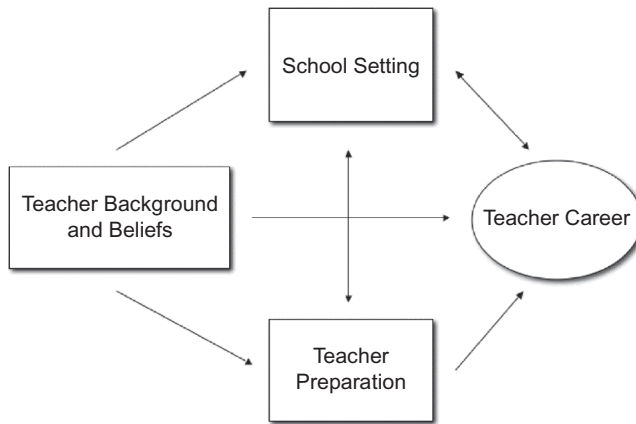 School Setting
Teacher Background
and Beliefs
Teacher Career
Teacher
Preparation